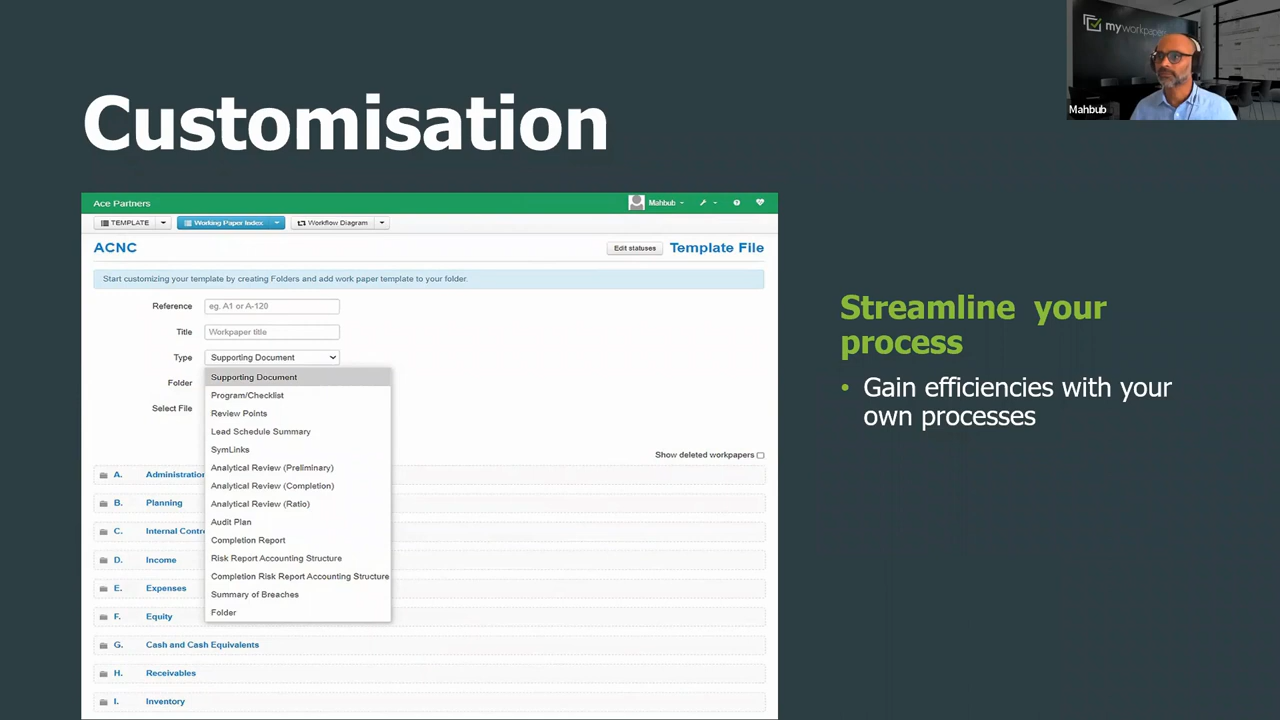 myworkpapers
Mahbub
Customisation
Ace Partners
Mahbub
TEMPLATE
Working Paper Index
Workflow Diagram
ACNC
Edit statuses
Template File
Start customizing your template by creating Folders and add work paper template to your folder.
Reference
eg. A1 or A-120
Title
Workpaper title
Type
Supporting Document
Folder
Select File
Supporting Document
Program/Checklist
Review Points
Lead Schedule Summary
SymLinks
Analytical Review (Preliminary)
Analytical Review (Completion)
Analytical Review (Ratio)
Audit Plan
Completion Report
Risk Report Accounting Structure
Completion Risk Report Accounting Structure
Summary of Breaches
Folder
Show deleted workpapers
A. Administration
B. Planning
C. Internal Contr
D. Income
E. Expenses
F. Equity
G. Cash and Cash Equivalents
H. Receivables
I. Inventory
Streamline your
process
• Gain efficiencies with your
own processes